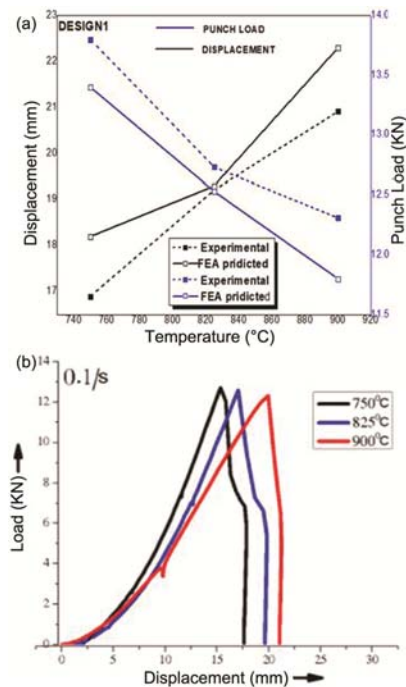 (a)
DESIGN1
PUNCH LOAD
DISPLACEMENT
Displacement (mm)
23
22
21
20
19
18
17
Punch Load (KN)
14.0
13.5
13.0
12.5
12.0
11.5
Experimental
FEA pridicted
Experimental
FEA pridicted
740 760 780 800 820 840 860 880 900 920
Temperature (°C)
(b)
0.1/s
750°C
825°C
900°C
Load (KN)
14
12
10
8
6
4
2
0
0 5 10 15 20 25 30
Displacement (mm)